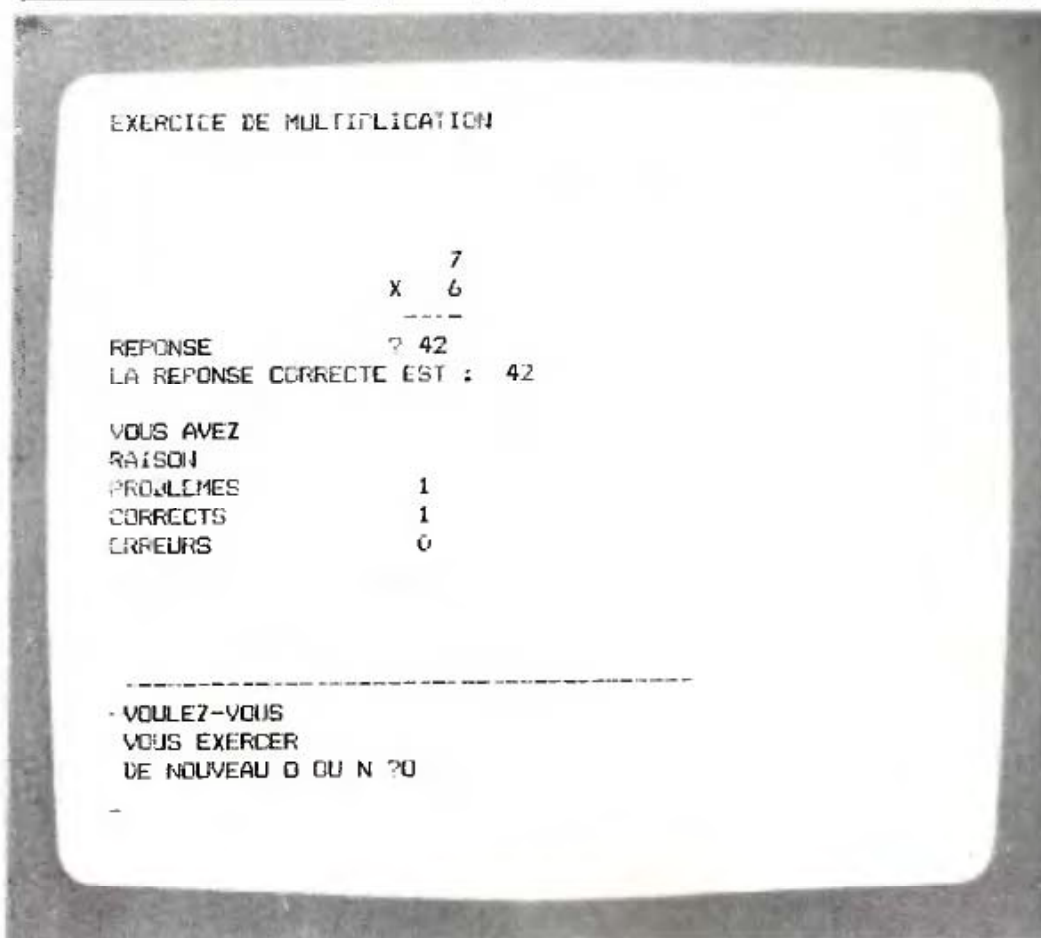 EXERCICE DE MULTIPLICATION
7
X 6
----
REPONSE ? 42
LA REPONSE CORRECTE EST : 42
VOUS AVEZ
RAISON
PROBLEMES 1
CORRECTS 1
ERREURS 0
----------------------------------------
VOULEZ-VOUS
VOUS EXERCER
DE NOUVEAU O OU N ?O